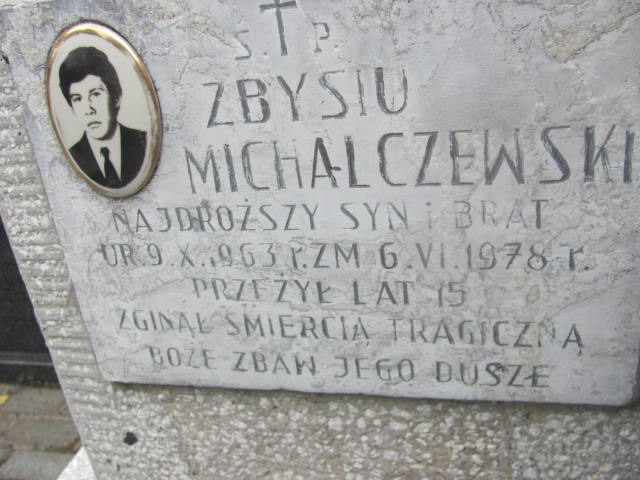 Ś. P.
ZBYSIU
MICHALCZEWSKI
NAJDROŻSZY SYN i BRAT
UR. 9. X. 1963 r. ZM 6. VI. 1978 r.
PRZEŻYŁ LAT 15
ZGINĄŁ ŚMIERCIĄ TRAGICZNĄ
BOŻE ZBAW JEGO DUSZE